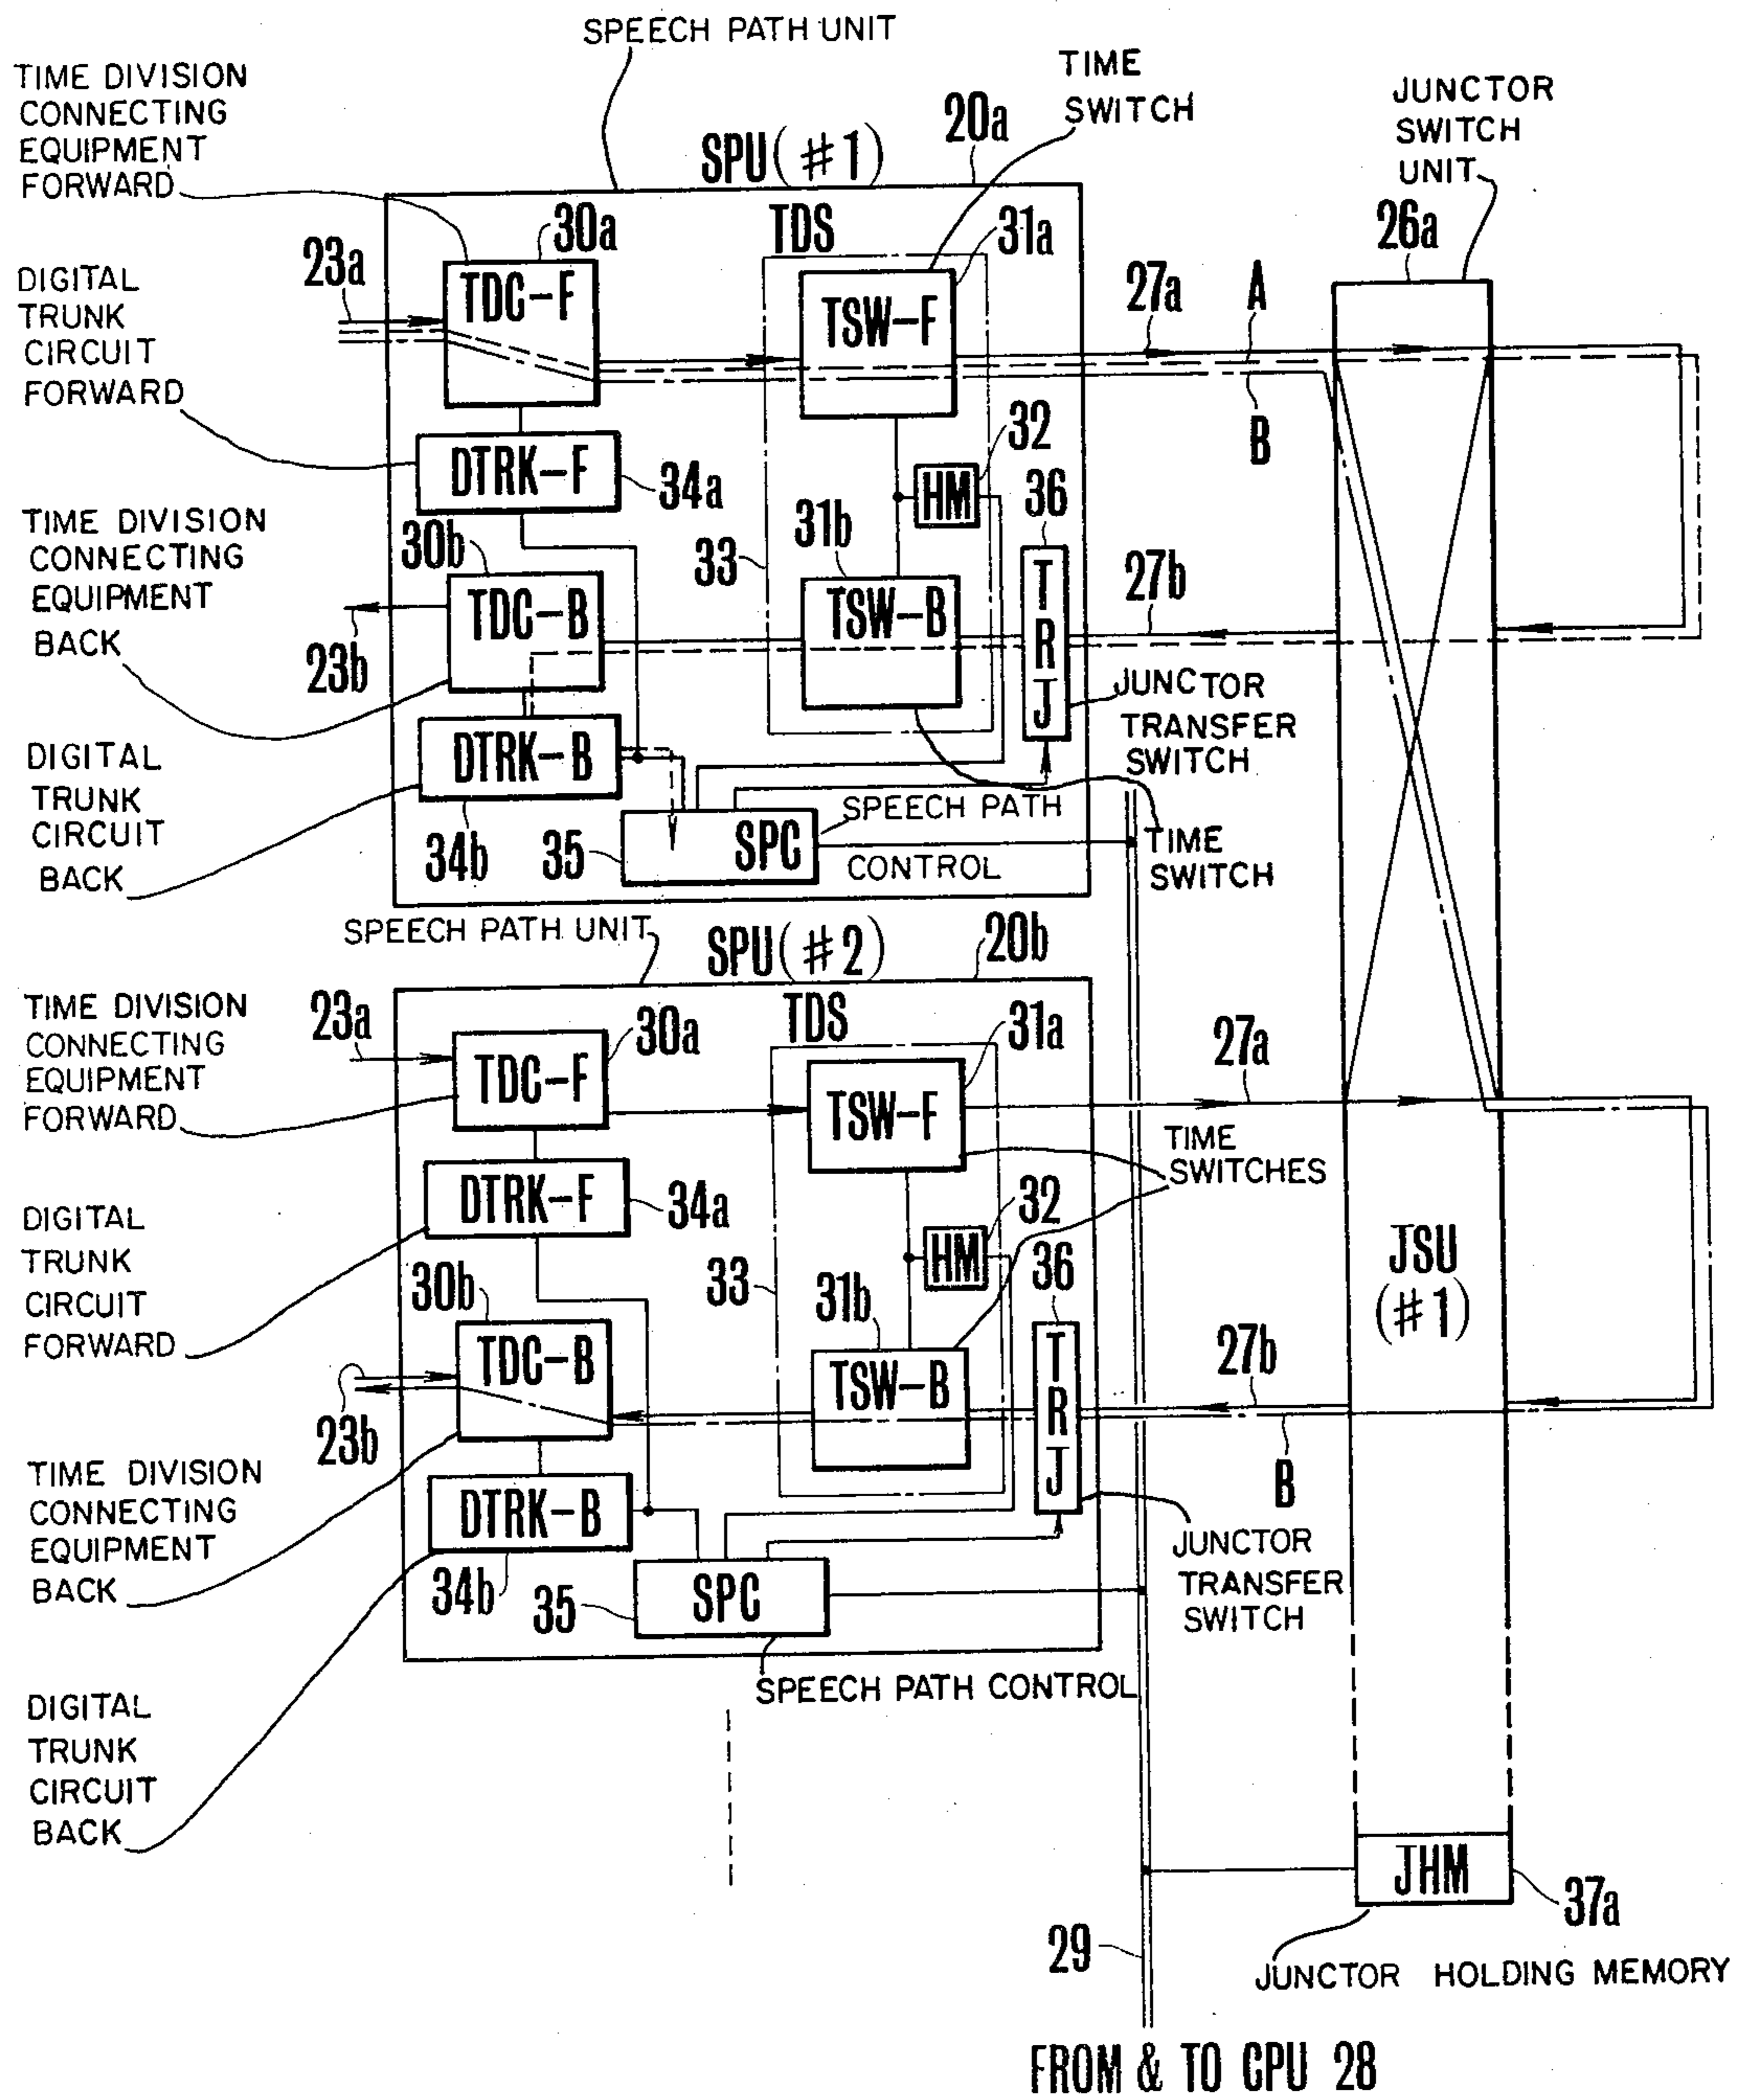 SPEECH PATH UNIT
TIME DIVISION
CONNECTING
EQUIPMENT
FORWARD
TIME
SWITCH
JUNCTOR
SWITCH
UNIT
SPU (#1)
20a
26a
TDS
30a
31a
23a
TDC-F
TSW-F
27a
A
B
DIGITAL
TRUNK
CIRCUIT
FORWARD
DTRK-F
34a
32
HM
36
TIME DIVISION
CONNECTING
EQUIPMENT
BACK
30b
31b
33
TRJ
27b
TDC-B
TSW-B
23b
JUNCTOR
TRANSFER
SWITCH
DIGITAL
TRUNK
CIRCUIT
BACK
DTRK-B
34b
35
SPC
SPEECH PATH
CONTROL
TIME
SWITCH
SPEECH PATH UNIT
SPU (#2)
20b
TDS
TIME DIVISION
CONNECTING
EQUIPMENT
FORWARD
23a
30a
31a
27a
TDC-F
TSW-F
TIME
SWITCHES
DTRK-F
34a
32
HM
36
DIGITAL
TRUNK
CIRCUIT
FORWARD
30b
33
31b
TRJ
JSU
(#1)
27b
TDC-B
TSW-B
23b
B
TIME DIVISION
CONNECTING
EQUIPMENT
BACK
DTRK-B
34b
35
SPC
JUNCTOR
TRANSFER
SWITCH
SPEECH PATH CONTROL
DIGITAL
TRUNK
CIRCUIT
BACK
JHM
37a
29
JUNCTOR HOLDING MEMORY
FROM & TO CPU 28